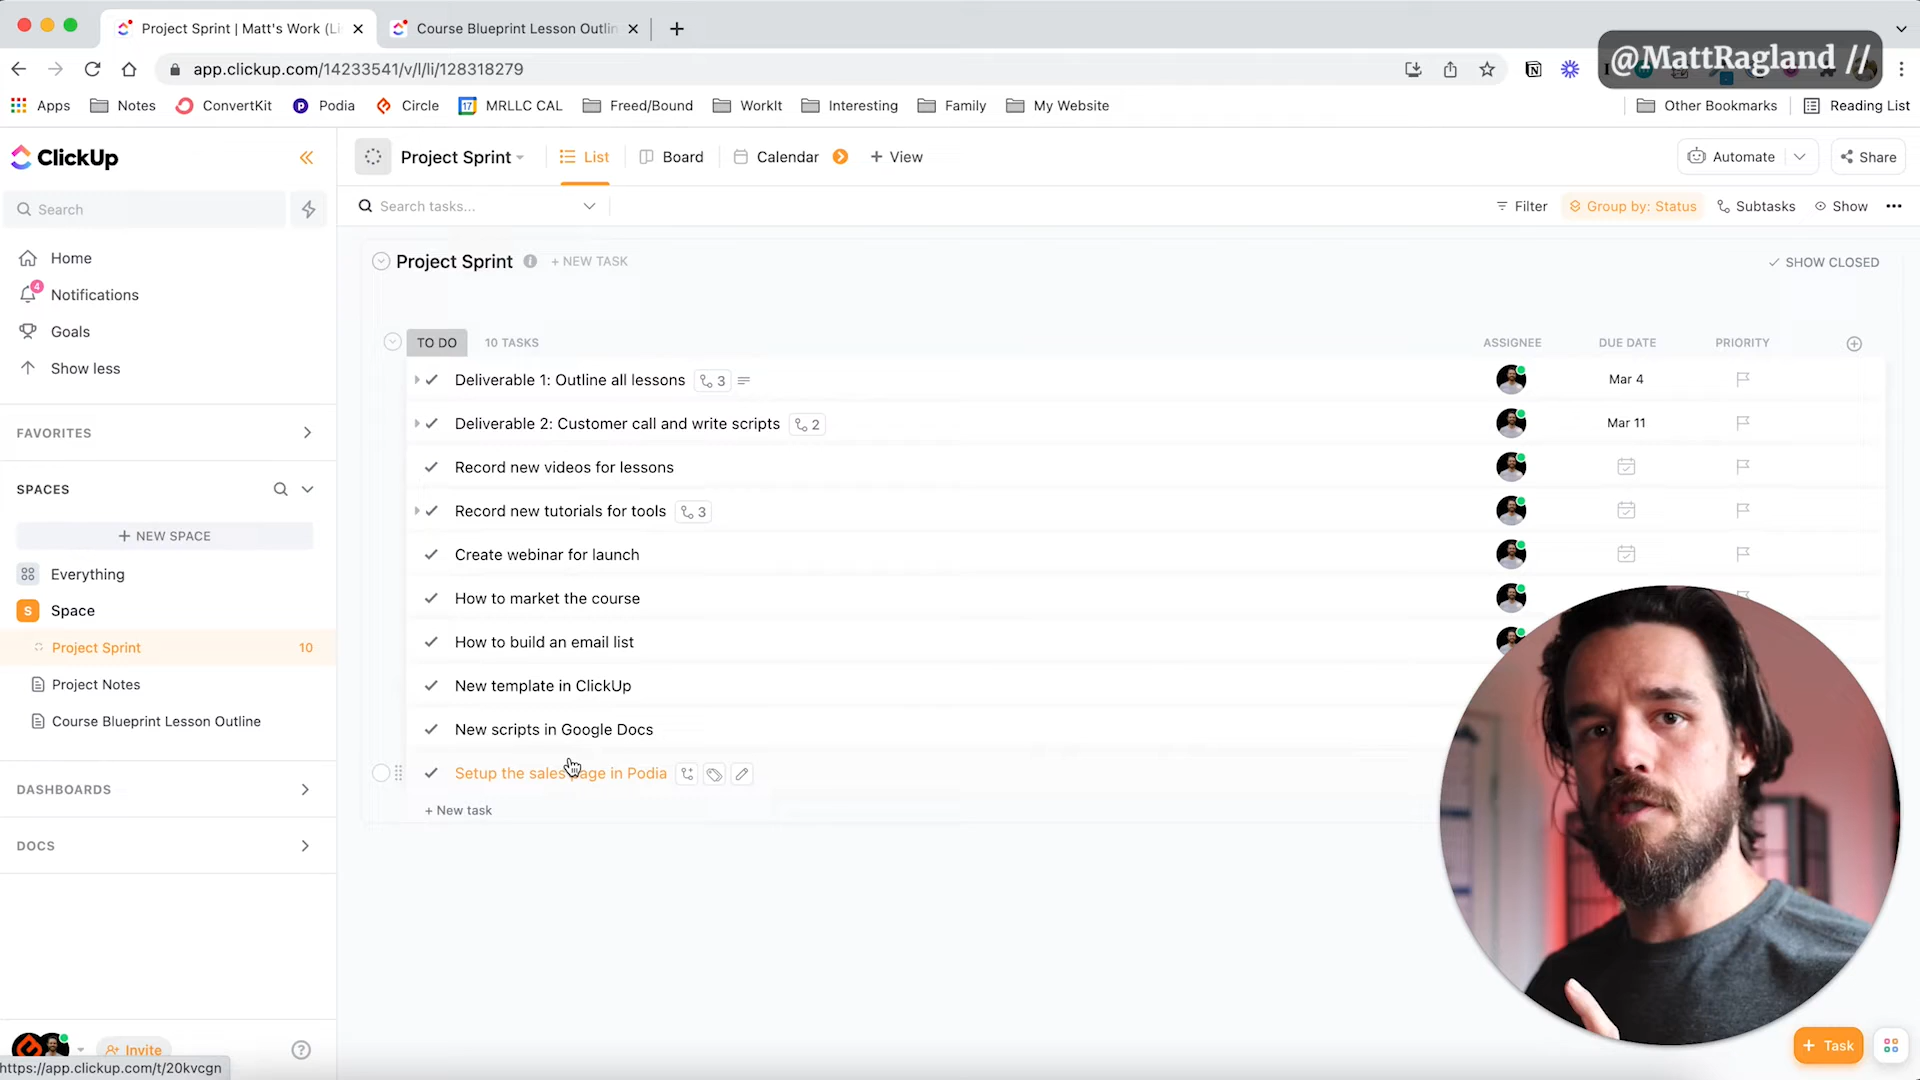 Project Sprint | Matt's Work (Li
Course Blueprint Lesson Outlin
app.clickup.com/14233541/v/l/li/128318279
@MattRagland //
Apps
Notes
ConvertKit
Podia
Circle
17
MRLLC CAL
Freed/Bound
WorkIt
Interesting
Family
My Website
Other Bookmarks
Reading List
ClickUp
Project Sprint
List
Board
Calendar
+ View
Automate
Share
Search
Search tasks...
Filter
Group by: Status
Subtasks
Show
Home
4
Notifications
Goals
Show less
FAVORITES
SPACES
+ NEW SPACE
Everything
S
Space
Project Sprint
10
Project Notes
Course Blueprint Lesson Outline
DASHBOARDS
DOCS
Invite
https://app.clickup.com/t/20kvcgn
Project Sprint
+ NEW TASK
SHOW CLOSED
TO DO
10 TASKS
ASSIGNEE
DUE DATE
PRIORITY
Deliverable 1: Outline all lessons
3
Mar 4
Deliverable 2: Customer call and write scripts
2
Mar 11
Record new videos for lessons
Record new tutorials for tools
3
Create webinar for launch
How to market the course
How to build an email list
New template in ClickUp
New scripts in Google Docs
Setup the sales page in Podia
+ New task
+ Task